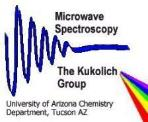 Microwave
Spectroscopy
The Kukolich
Group
University of Arizona Chemistry
Department, Tucson AZ